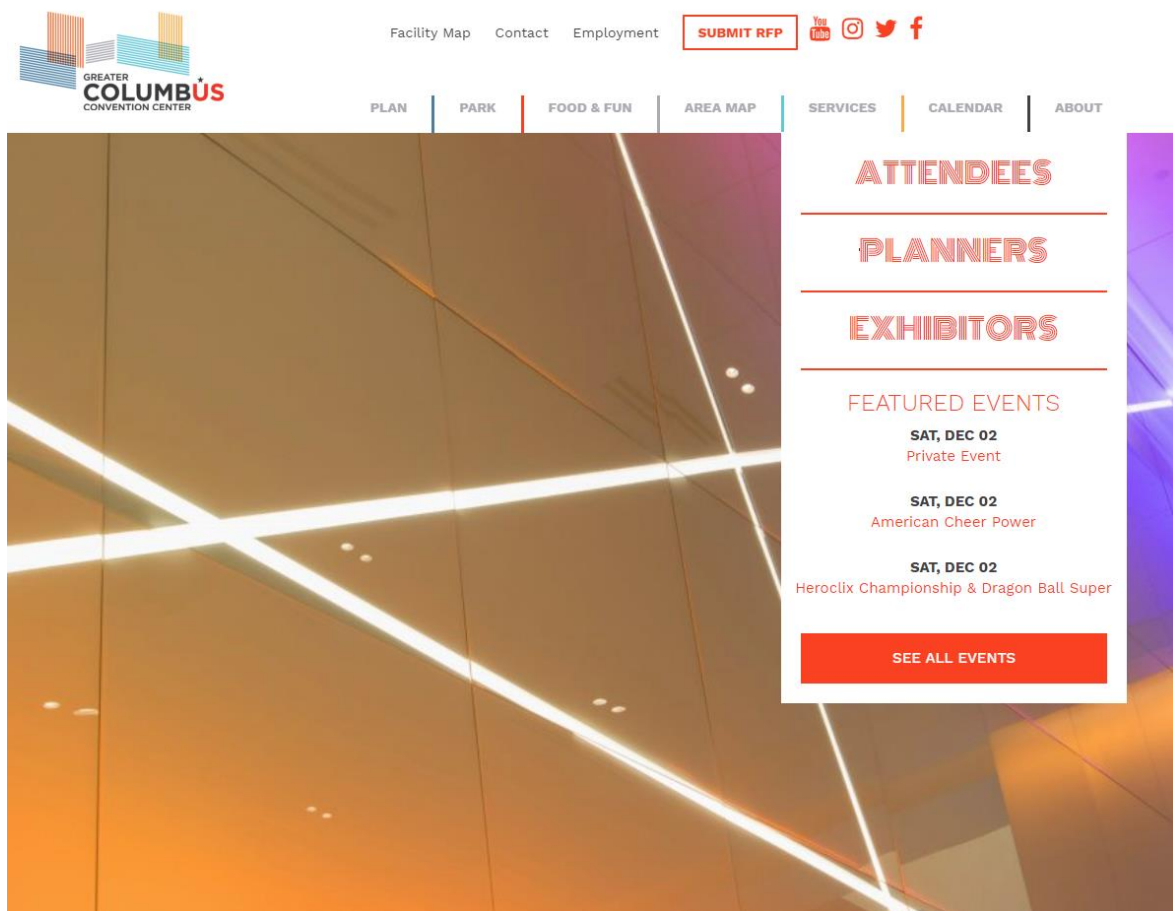 Facility Map Contact Employment SUBMIT RFP You Tube
GREATER
COLUMBUS
CONVENTION CENTER
PLAN PARK FOOD & FUN AREA MAP SERVICES CALENDAR ABOUT
ATTENDEES
PLANNERS
EXHIBITORS
FEATURED EVENTS
SAT, DEC 02
Private Event
SAT, DEC 02
American Cheer Power
SAT, DEC 02
Heroclix Championship & Dragon Ball Super
SEE ALL EVENTS